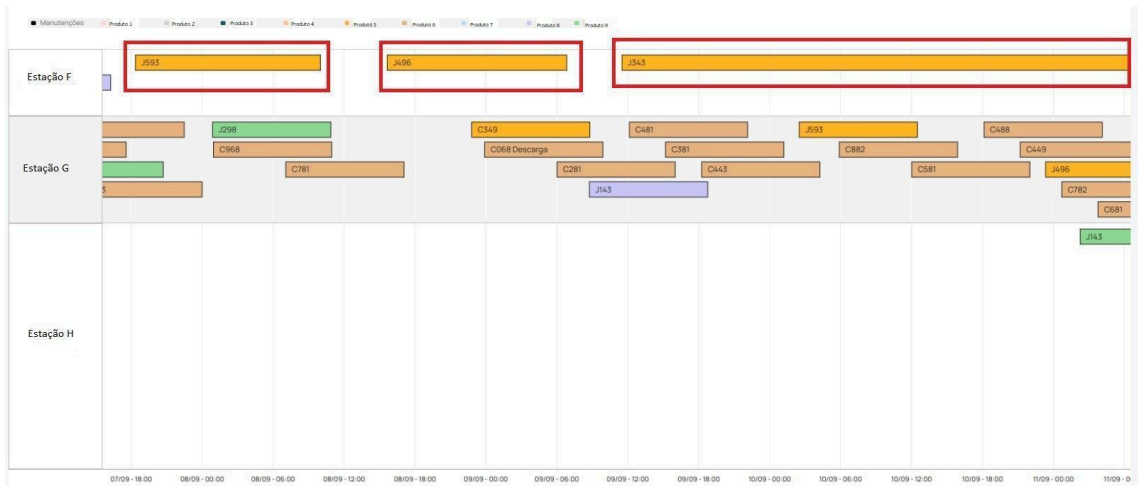 Manutenções Produto 1 Produto 2 Produto 3 Produto 4 Produto 5 Produto 6 Produto 7 Produto 8 Produto 9
Estação F
J593 J496 J343
Estação G
J298 C349 C481 J593 C488
C968 C068 Descarga C381 C882 C449
C781 C281 C443 C581 J496
J143 C782
C681
Estação H
J143
07/09 - 18:00 08/09 - 00:00 08/09 - 06:00 08/09 - 12:00 08/09 - 18:00 09/09 - 00:00 09/09 - 06:00 09/09 - 12:00 09/09 - 18:00 10/09 - 00:00 10/09 - 06:00 10/09 - 12:00 10/09 - 18:00 11/09 - 00:00 11/09 - 0